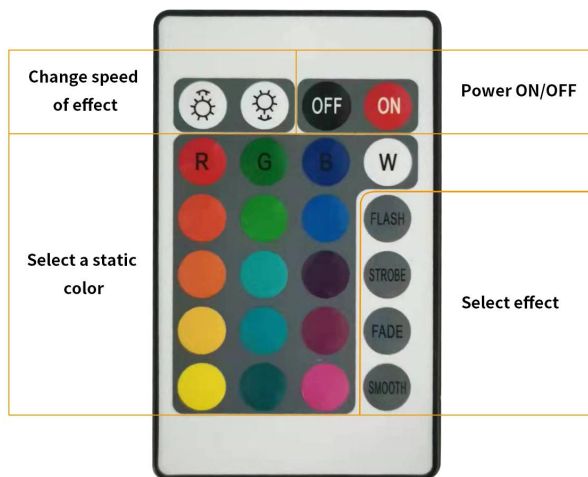 Change speed
of effect
OFF
ON
Power ON/OFF
R
G
B
W
FLASH
Select a static
color
STROBE
Select effect
FADE
SMOOTH